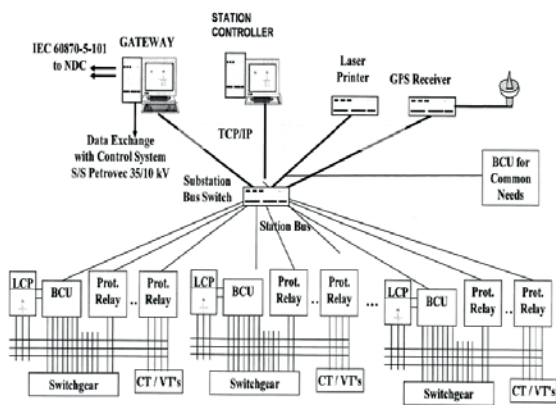 STATION
CONTROLLER
IEC 60870-5-101
to NDC
GATEWAY
Laser
Printer
GPS Receiver
TCP/IP
Data Exchange
with Control System
S/S Petrovec 35/10 kV
BCU for
Common
Needs
Substation
Bus Switch
Station Bus
LCP
BCU
Prot.
Relay
..
Prot.
Relay
LCP
BCU
Prot.
Relay
..
Prot.
Relay
...
LCP
BCU
Prot.
Relay
..
Prot.
Relay
Switchgear
CT / VT's
Switchgear
CT / VT's
Switchgear
CT / VT's